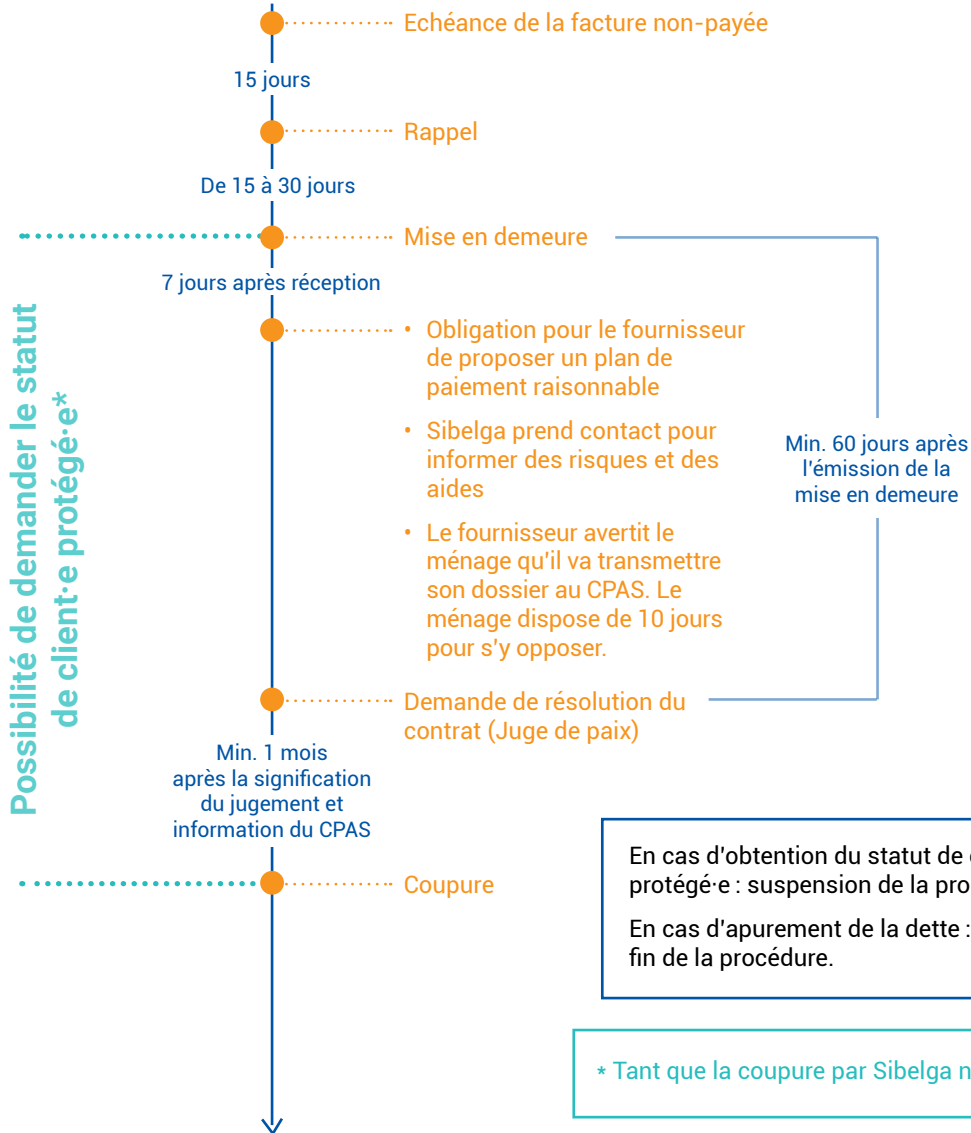 Echéance de la facture non-payée
15 jours
Rappel
De 15 à 30 jours
Mise en demeure
7 jours après réception
• Obligation pour le fournisseur
de proposer un plan de
paiement raisonnable
• Sibelga prend contact pour
informer des risques et des
aides
• Le fournisseur avertit le
ménage qu'il va transmettre
son dossier au CPAS. Le
ménage dispose de 10 jours
pour s'y opposer.
Min. 60 jours après
l'émission de la
mise en demeure
Possibilité de demander le statut
de client·e protégé·e*
Demande de résolution du
contrat (Juge de paix)
Min. 1 mois
après la signification
du jugement et
information du CPAS
Coupure
En cas d'obtention du statut de
protégé·e : suspension de la
En cas d'apurement de la dette :
fin de la procédure.
* Tant que la coupure par Sibelga